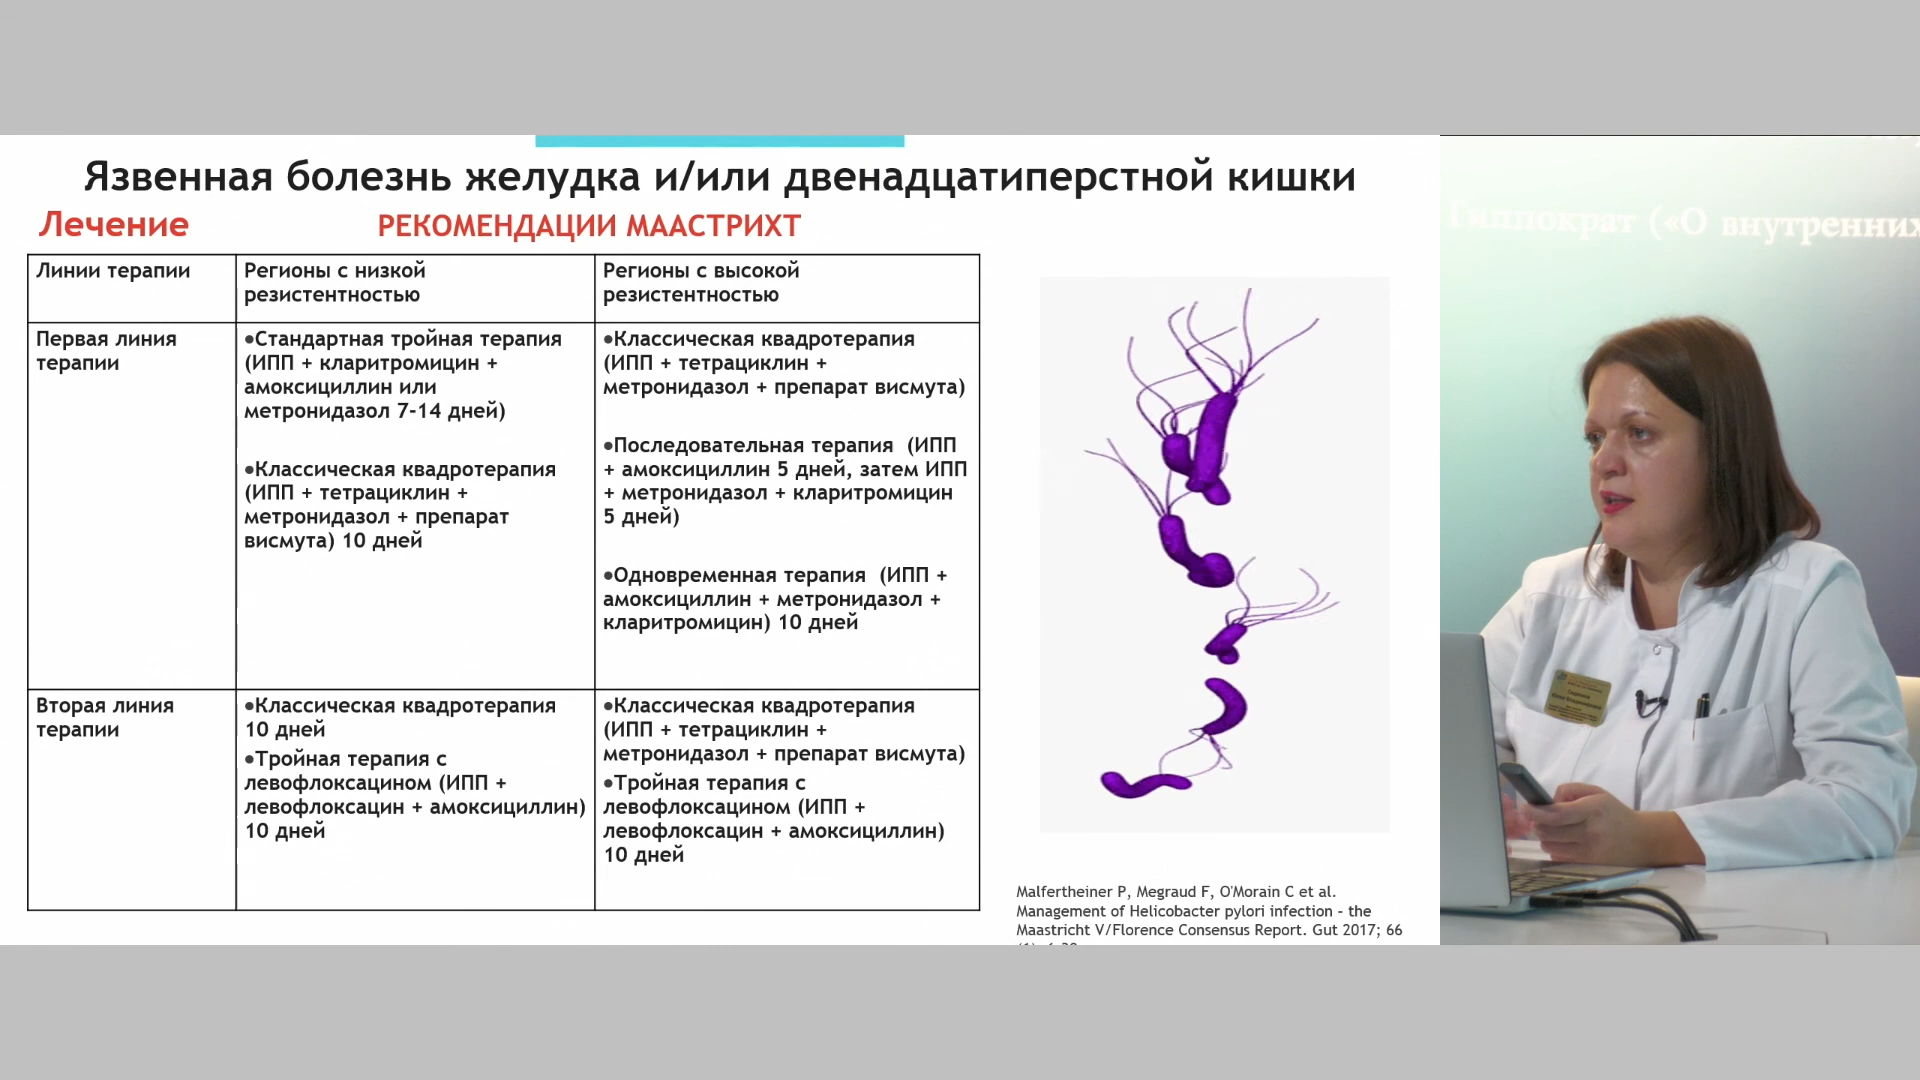 Язвенная болезнь желудка и/или двенадцатиперстной кишки
Лечение
РЕКОМЕНДАЦИИ МААСТРИХТ
Линии терапии
Регионы с низкой
резистентностью
Регионы с высокой
резистентностью
Первая линия
терапии
•Стандартная тройная терапия
(ИПП + кларитромицин +
амоксициллин или
метронидазол 7-14 дней)
•Классическая квадротерапия
(ИПП + тетрациклин +
метронидазол + препарат
висмута) 10 дней
•Классическая квадротерапия
(ИПП + тетрациклин +
метронидазол + препарат висмута)
•Последовательная терапия (ИПП
+ амоксициллин 5 дней, затем ИПП
+ метронидазол + кларитромицин
5 дней)
•Одновременная терапия (ИПП +
амоксициллин + метронидазол +
кларитромицин) 10 дней
Вторая линия
терапии
•Классическая квадротерапия
10 дней
•Тройная терапия с
левофлоксацином (ИПП +
левофлоксацин + амоксициллин)
10 дней
•Классическая квадротерапия
(ИПП + тетрациклин +
метронидазол + препарат висмута)
•Тройная терапия с
левофлоксацином (ИПП +
левофлоксацин + амоксициллин)
10 дней
Malfertheiner P, Megraud F, O'Morain C et al.
Management of Helicobacter pylori infection - the
Maastricht V/Florence Consensus Report. Gut 2017; 66
Гиппократ («О внутренних